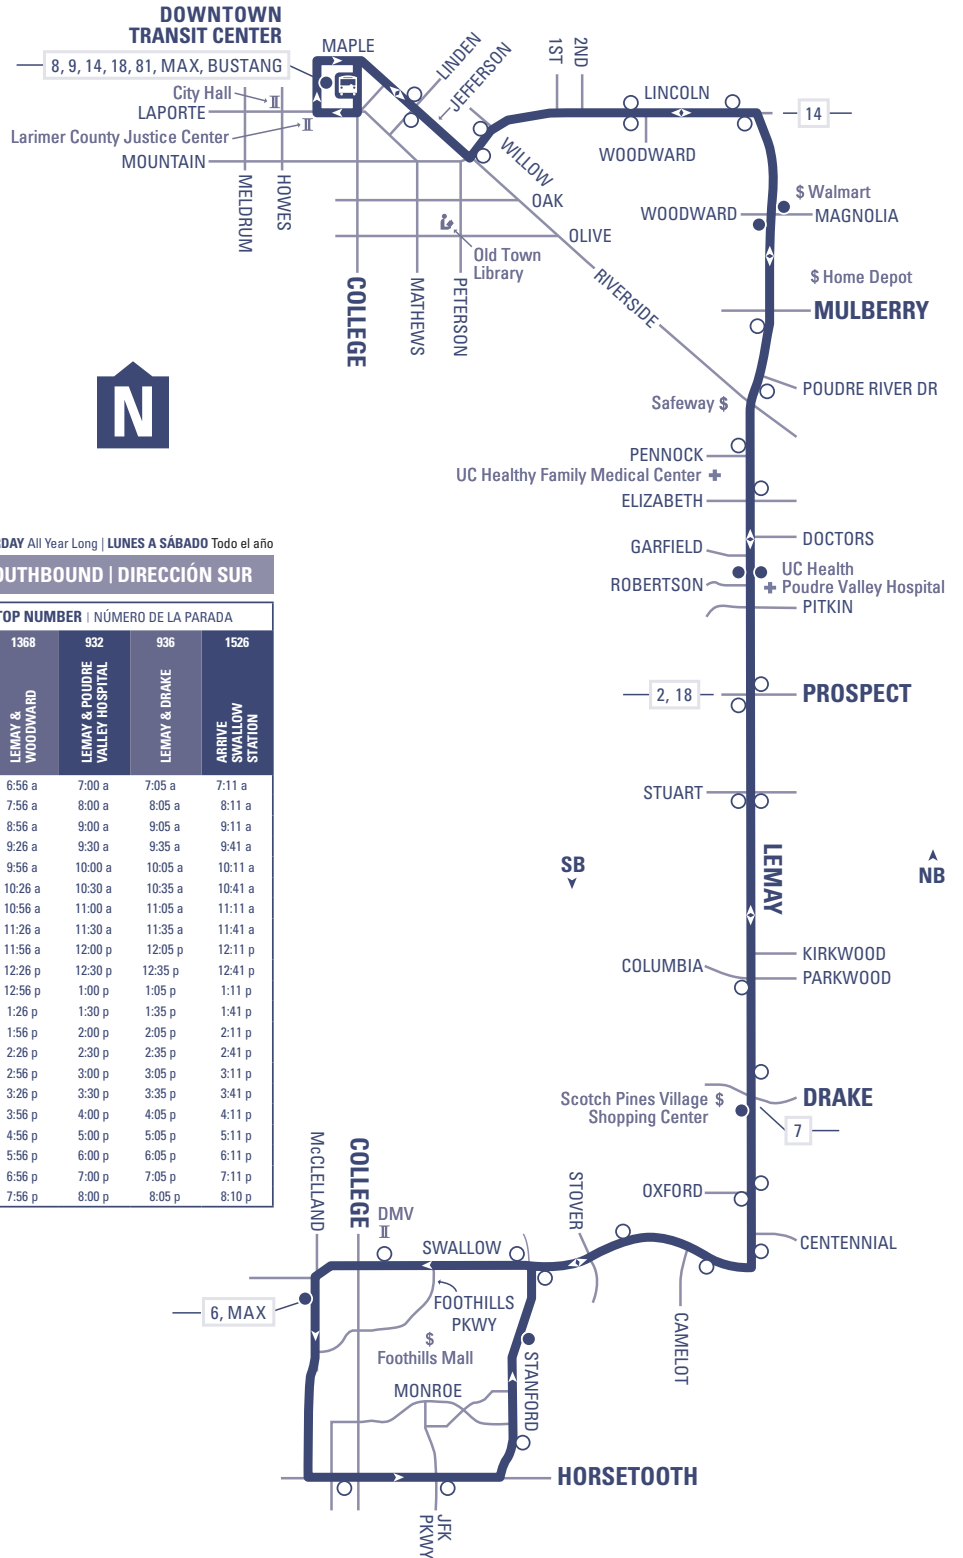 DOWNTOWN
TRANSIT CENTER
MAPLE
8, 9, 14, 18, 81, MAX, BUSTANG
City Hall
LAPORTE
Larimer County Justice Center
MOUNTAIN
MELDRUM
HOWES
COLLEGE
MATHEWS
PETERSON
LINDEN
JEFFERSON
WILLOW
OAK
OLIVE
Old Town
Library
RIVERSIDE
1ST
2ND
LINCOLN
WOODWARD
14
$ Walmart
WOODWARD
MAGNOLIA
$ Home Depot
MULBERRY
POUDRE RIVER DR
Safeway $
N
PENNOCK
UC Healthy Family Medical Center
ELIZABETH
DOCTORS
GARFIELD
UC Health
Poudre Valley Hospital
ROBERTSON
PITKIN
2, 18
PROSPECT
STUART
LEMAY
SB
NB
KIRKWOOD
COLUMBIA
PARKWOOD
DRAKE
Scotch Pines Village $
Shopping Center
7
OXFORD
CENTENNIAL
RDAY All Year Long | LUNES A SÁBADO Todo el año
OUTHBOUND | DIRECCIÓN SUR
TOP NUMBER | NÚMERO DE LA PARADA
1368 932 936 1526
LEMAY &
WOODWARD
LEMAY & POUDRE
VALLEY HOSPITAL
LEMAY & DRAKE
ARRIVE
SWALLOW
STATION
6:56 a 7:00 a 7:05 a 7:11 a
7:56 a 8:00 a 8:05 a 8:11 a
8:56 a 9:00 a 9:05 a 9:11 a
9:26 a 9:30 a 9:35 a 9:41 a
9:56 a 10:00 a 10:05 a 10:11 a
10:26 a 10:30 a 10:35 a 10:41 a
10:56 a 11:00 a 11:05 a 11:11 a
11:26 a 11:30 a 11:35 a 11:41 a
11:56 a 12:00 p 12:05 p 12:11 p
12:26 p 12:30 p 12:35 p 12:41 p
12:56 p 1:00 p 1:05 p 1:11 p
1:26 p 1:30 p 1:35 p 1:41 p
1:56 p 2:00 p 2:05 p 2:11 p
2:26 p 2:30 p 2:35 p 2:41 p
2:56 p 3:00 p 3:05 p 3:11 p
3:26 p 3:30 p 3:35 p 3:41 p
3:56 p 4:00 p 4:05 p 4:11 p
4:56 p 5:00 p 5:05 p 5:11 p
5:56 p 6:00 p 6:05 p 6:11 p
6:56 p 7:00 p 7:05 p 7:11 p
7:56 p 8:00 p 8:05 p 8:10 p
McCLELLAND
COLLEGE
DMV
SWALLOW
STOVER
6, MAX
FOOTHILLS
PKWY
$
Foothills Mall
STANFORD
CAMELOT
MONROE
HORSETOOTH
JFK
PKWY